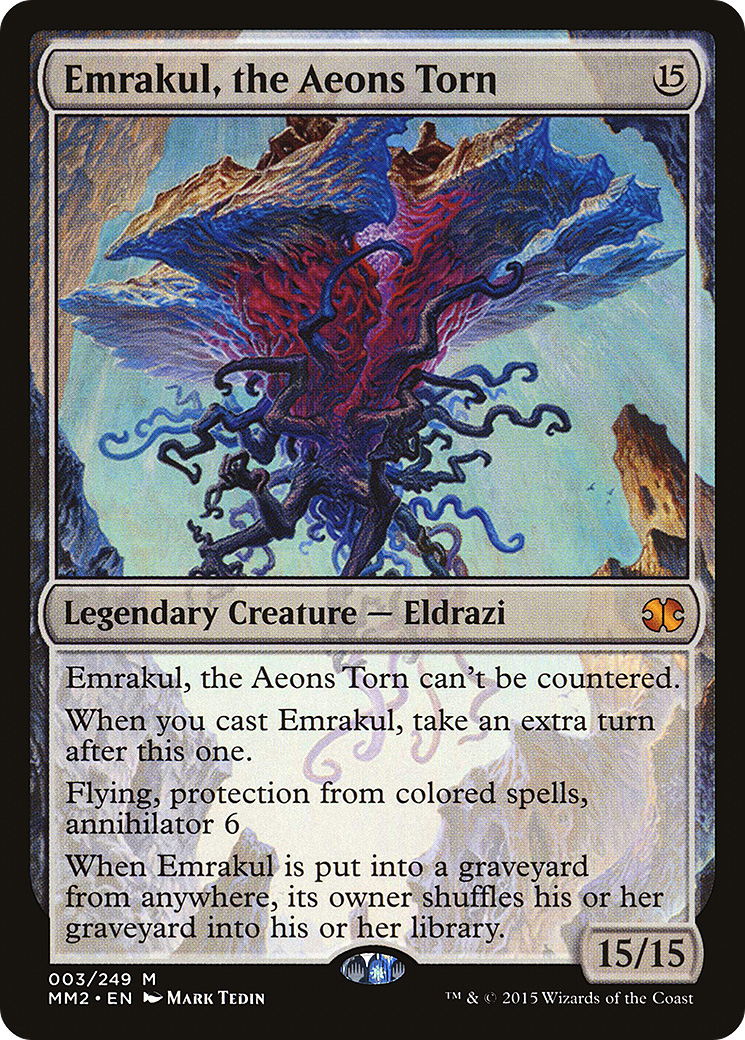 Emrakul, the Aeons Torn 15
Legendary Creature — Eldrazi
Emrakul, the Aeons Torn can't be countered.
When you cast Emrakul, take an extra turn
after this one.
Flying, protection from colored spells,
annihilator 6
When Emrakul is put into a graveyard
from anywhere, its owner shuffles his or her
graveyard into his or her library.
15/15
003/249 M
MM2 • EN Mark Tedin
™ & © 2015 Wizards of the Coast